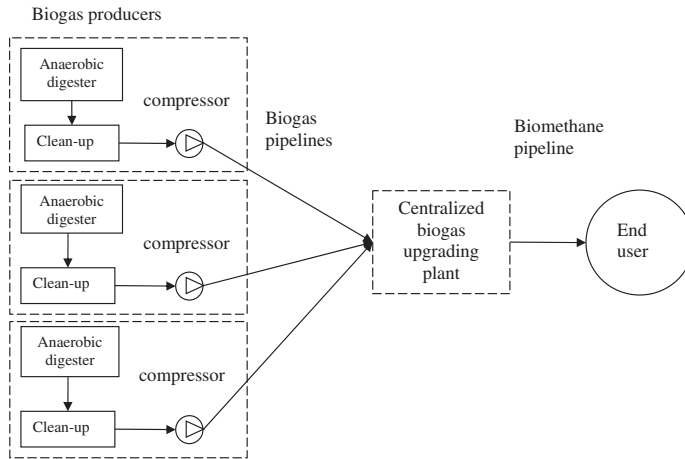 Biogas producers
Anaerobic
digester
compressor
Clean-up
Biogas
pipelines
Biomethane
pipeline
Anaerobic
digester
compressor
Clean-up
Centralized
biogas
upgrading
plant
End
user
Anaerobic
digester
compressor
Clean-up